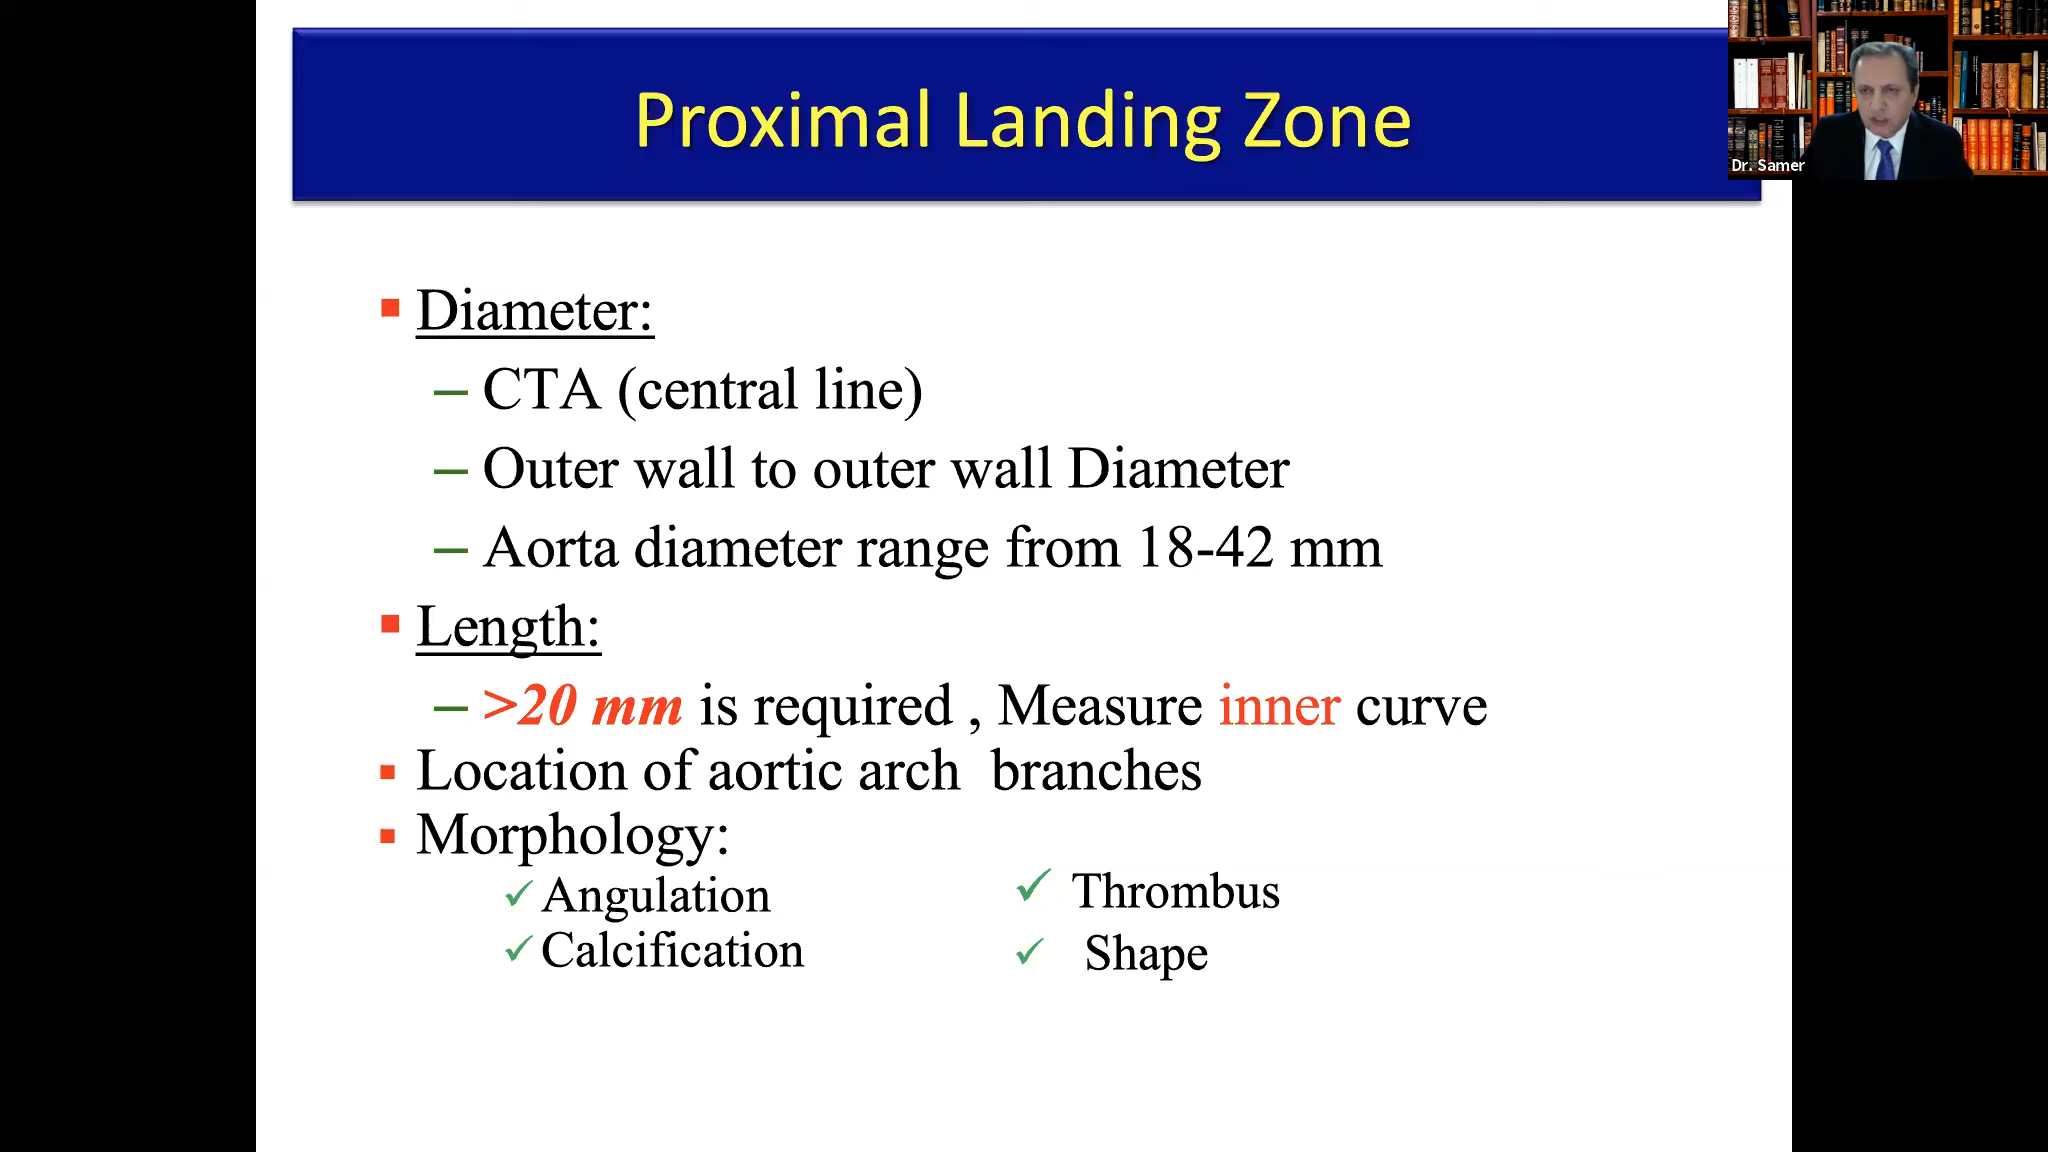 Proximal Landing Zone
Dr. Samer
Diameter:
– CTA (central line)
– Outer wall to outer wall Diameter
– Aorta diameter range from 18-42 mm
Length:
– >20 mm is required , Measure inner curve
Location of aortic arch branches
Morphology:
✓ Angulation
✓ Thrombus
✓ Calcification
✓ Shape